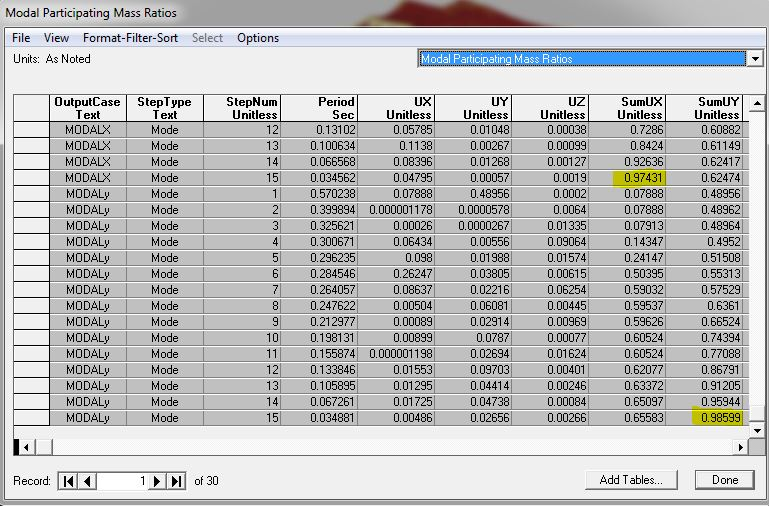 Modal Participating Mass Ratios
File View Format-Filter-Sort Select Options
Units: As Noted Modal Participating Mass Ratios
OutputCase StepType StepNum Period UX UY UZ SumUX SumUY
Text Text Unitless Sec Unitless Unitless Unitless Unitless Unitless
MODALX Mode 12 0.13102 0.05785 0.01048 0.00038 0.7286 0.60882
MODALX Mode 13 0.100634 0.1138 0.00267 0.00099 0.8424 0.61149
MODALX Mode 14 0.066568 0.08396 0.01268 0.00127 0.92636 0.62417
MODALX Mode 15 0.034562 0.04795 0.00057 0.0019 0.97431 0.62474
MODALy Mode 1 0.570238 0.07888 0.48956 0.0002 0.07888 0.48956
MODALy Mode 2 0.399894 0.000001178 0.0000578 0.0064 0.07888 0.48962
MODALy Mode 3 0.325621 0.00026 0.0000267 0.01335 0.07913 0.48964
MODALy Mode 4 0.300671 0.06434 0.00556 0.09064 0.14347 0.4952
MODALy Mode 5 0.296235 0.098 0.01988 0.01574 0.24147 0.51508
MODALy Mode 6 0.284546 0.26247 0.03805 0.00615 0.50395 0.55313
MODALy Mode 7 0.264057 0.08637 0.02216 0.06254 0.59032 0.57529
MODALy Mode 8 0.247622 0.00504 0.06081 0.00445 0.59537 0.6361
MODALy Mode 9 0.212977 0.00089 0.02914 0.00969 0.59626 0.66524
MODALy Mode 10 0.198131 0.00899 0.0787 0.00077 0.60524 0.74394
MODALy Mode 11 0.155874 0.000001198 0.02694 0.01624 0.60524 0.77088
MODALy Mode 12 0.133846 0.01553 0.09703 0.00401 0.62077 0.86791
MODALy Mode 13 0.105895 0.01295 0.04414 0.00246 0.63372 0.91205
MODALy Mode 14 0.067261 0.01725 0.04738 0.00084 0.65097 0.95944
MODALy Mode 15 0.034881 0.00486 0.02656 0.00266 0.65583 0.98599
Record: 1 of 30 Add Tables... Done